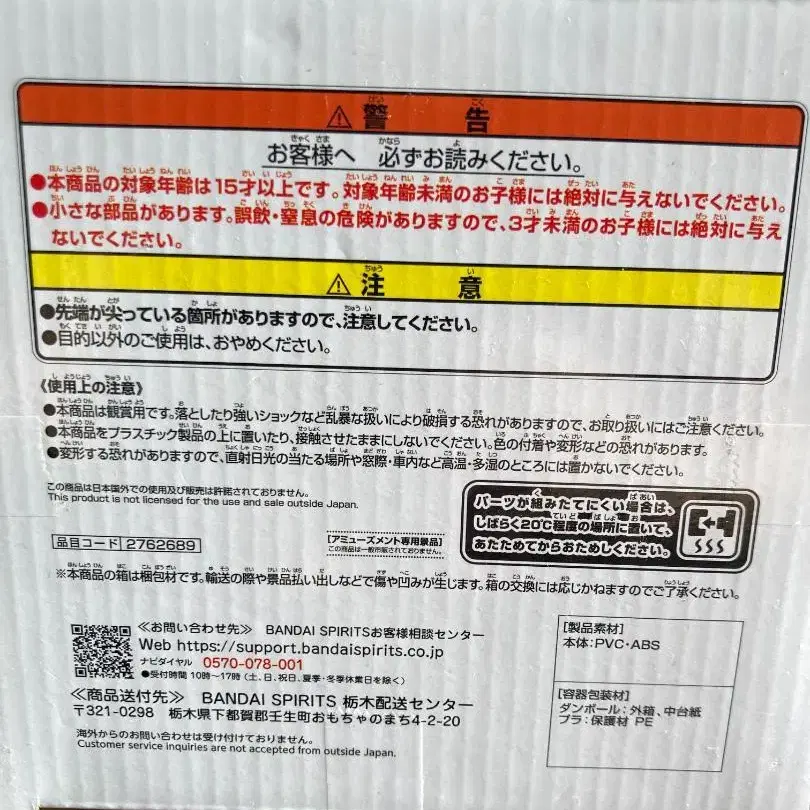 ⚠警告
お客様へ 必ずお読みください。
●本商品の対象年齢は15才以上です。対象年齢未満のお子様には絶対に与えないでください。
●小さな部品があります。誤飲・窒息の危険がありますので、3才未満のお子様には絶対に与え
ないでください。
⚠注意
●先端が尖っている箇所がありますので、注意してください。
●目的以外のご使用は、おやめください。
《使用上の注意》
●本商品は観賞用です。落としたり強いショックなど乱暴な扱いにより破損する恐れがありますので、お取り扱いにはご注意ください。
●本商品をプラスチック製品の上に置いたり、接触させたままにしないでください。色の付着や変形などの恐れがあります。
●変形する恐れがありますので、直射日光の当たる場所や窓際・車内など高温・多湿のところには置かないでください。
この商品は日本国外での使用及び販売は許諾されておりません。
This product is not licensed for the use and sale outside Japan.
パーツが組みたてにくい場合は、
しばらく20℃程度の場所に置いて、
あたためてからおためしください。
品目コード 2762689
[アミューズメント専用景品]
この商品は一般市販されておりません。
※本商品の箱は梱包材です。輸送の際や景品払い出しなどで傷や凹みが生じます。箱の交換には応じかねますのでご了承ください。
≪お問い合わせ先≫ BANDAI SPIRITSお客様相談センター
Web https://support.bandaispirits.co.jp
ナビダイヤル 0570-078-001
●受付時間 10時~17時 (土、日、祝日、夏季・冬季休業日を除く)
≪商品送付先≫ BANDAI SPIRITS 栃木配送センター
〒321-0298 栃木県下都賀郡壬生町おもちゃのまち4-2-20
海外からのお問い合わせは受け付けておりません。
Customer service inquiries are not accepted from outside Japan.
[製品素材]
本体:PVC・ABS
[容器包装材]
ダンボール:外箱、中台紙
プラ:保護材 PE